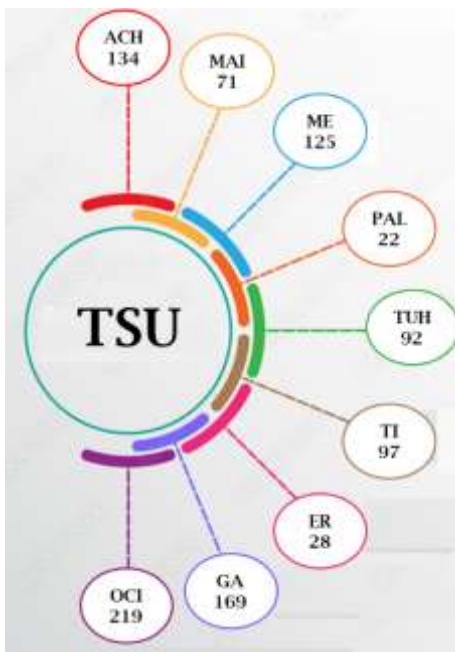 ACH
134
MAI
71
ME
125
PAL
22
TSU
TUH
92
TI
97
ER
28
GA
169
OCI
219